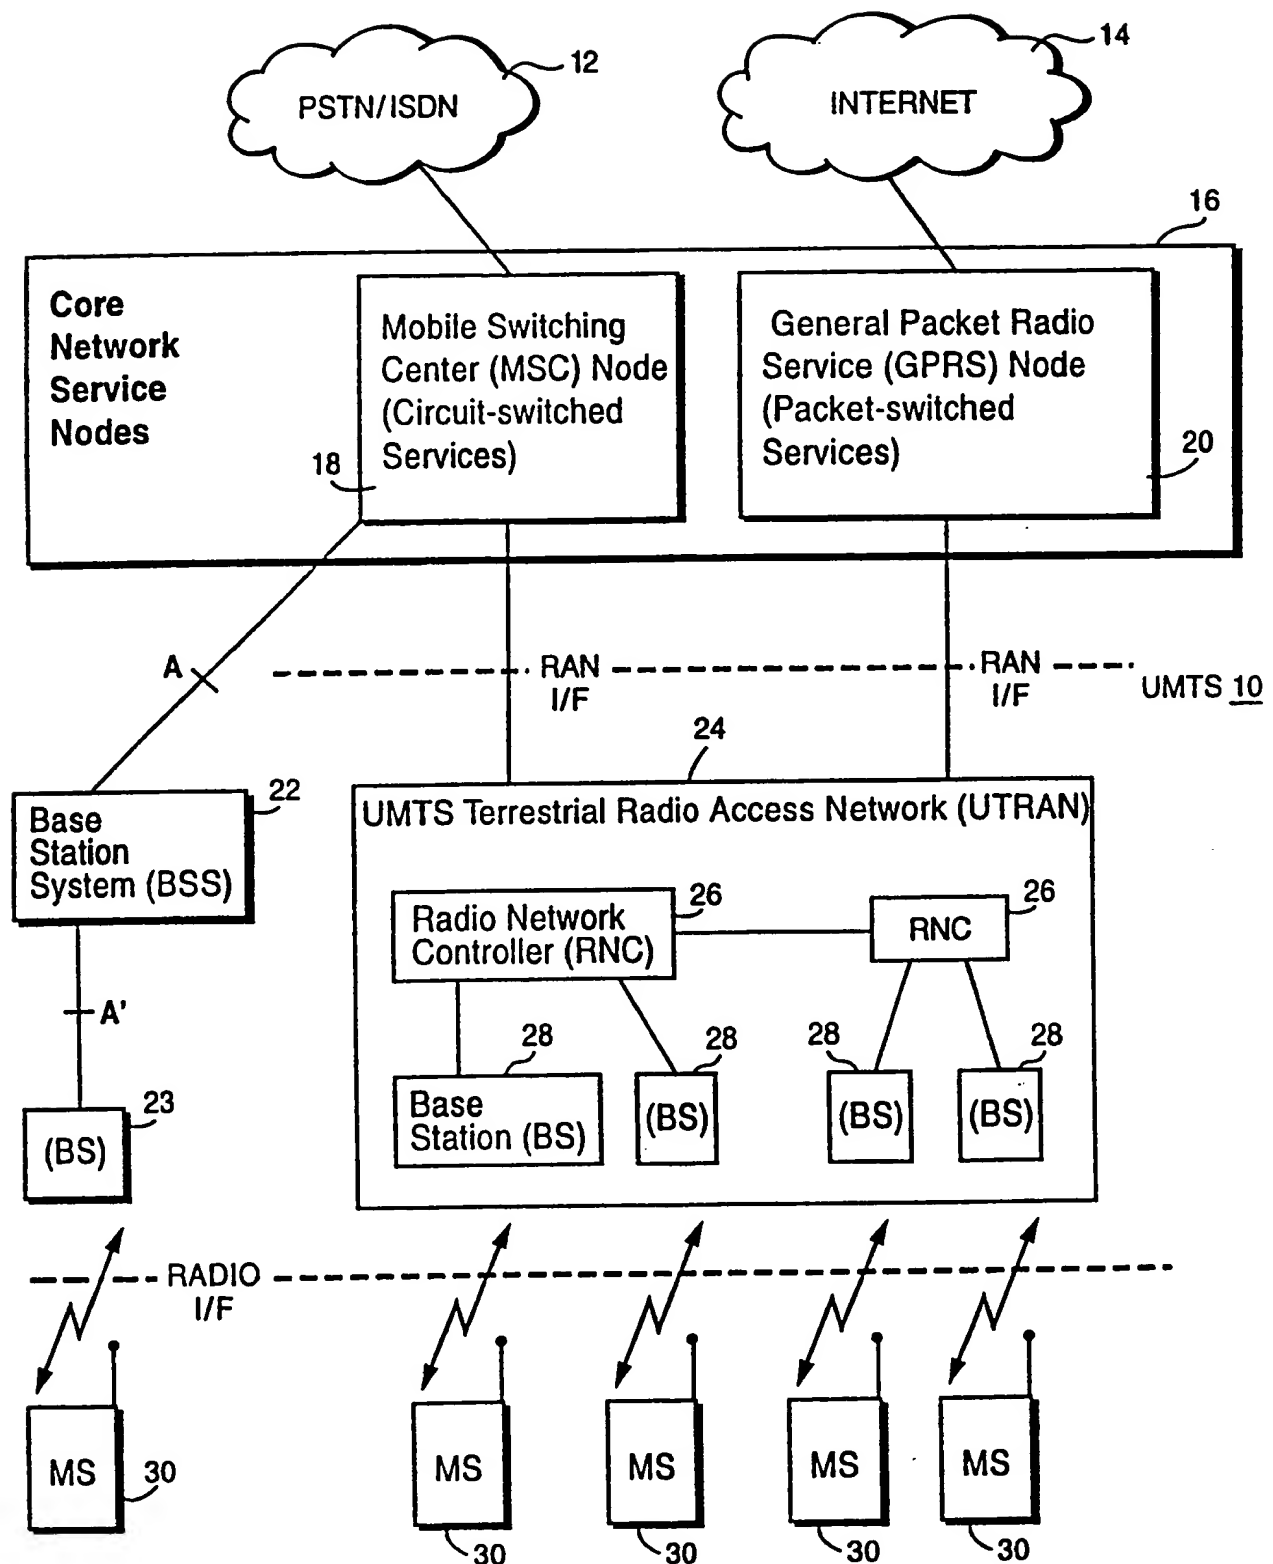 12
PSTN/ISDN
14
INTERNET
16
Core
Network
Service
Nodes
Mobile Switching
Center (MSC) Node
(Circuit-switched
Services)
18
General Packet Radio
Service (GPRS) Node
(Packet-switched
Services)
20
A
RAN
I/F
RAN
I/F
UMTS 10
22
Base
Station
System (BSS)
A'
23
(BS)
24
UMTS Terrestrial Radio Access Network (UTRAN)
Radio Network
Controller (RNC)
26
RNC
26
28
Base
Station (BS)
28
(BS)
28
(BS)
28
(BS)
RADIO
I/F
MS
30
MS
30
MS
30
MS
30
MS
30